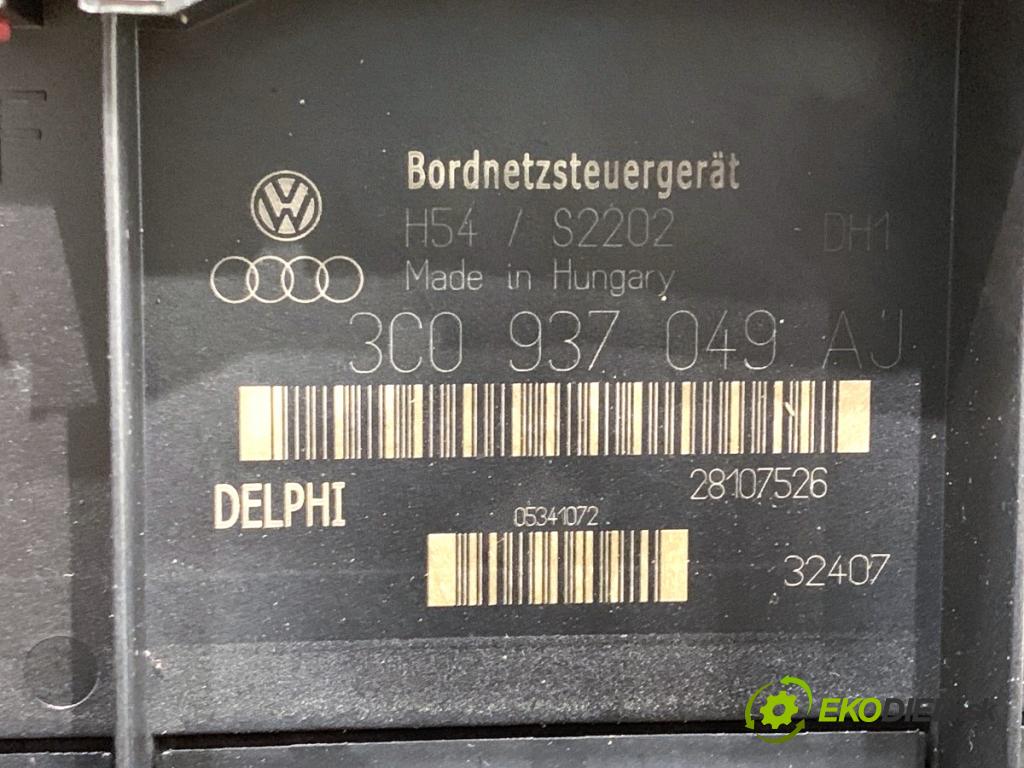 Bordnetzsteuergerät
H54 / S2202 DH1
Made in Hungary
3C0 937 049 AJ
DELPHI
28107526
05341072
32407